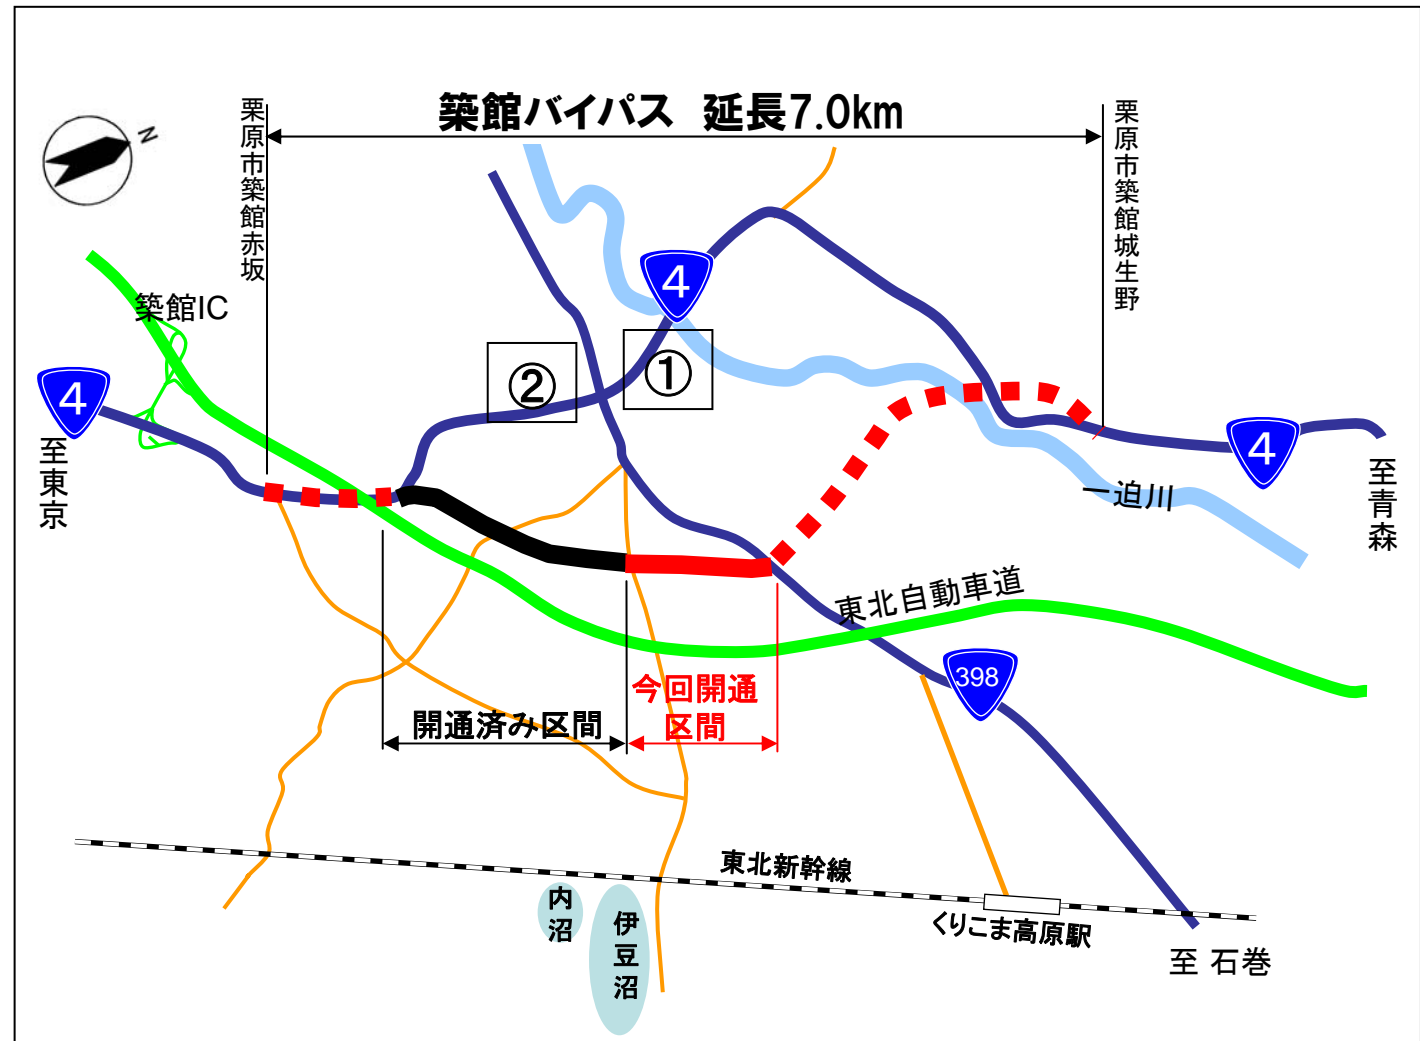 築館バイパス 延長7.0km
栗原市築館赤坂
栗原市築館城生野
N
築館IC
4
4
①
②
4
至東京
至青森
一迫川
東北自動車道
398
今回開通
区間
開通済み区間
東北新幹線
内沼
伊豆沼
くりこま高原駅
至 石巻